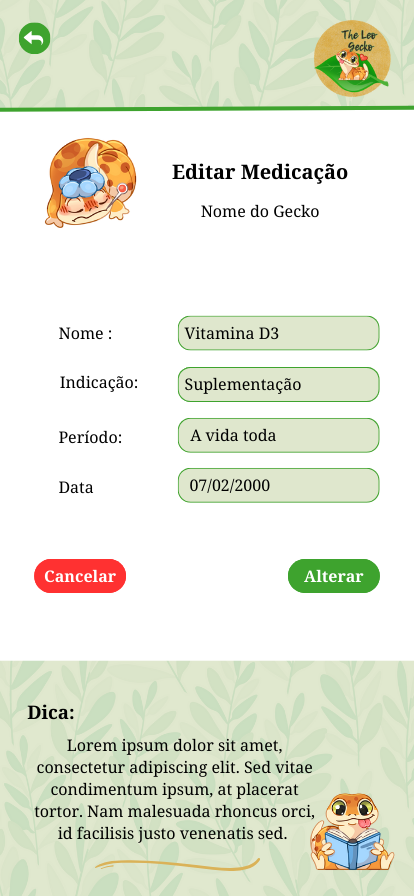 The Leo
Gecko
Editar Medicação
Nome do Gecko
Nome :
Vitamina D3
Indicação:
Suplementação
Período:
A vida toda
Data
07/02/2000
Cancelar
Alterar
Dica:
Lorem ipsum dolor sit amet,
consectetur adipiscing elit. Sed vitae
condimentum ipsum, at placerat
tortor. Nam malesuada rhoncus orci,
id facilisis justo venenatis sed.